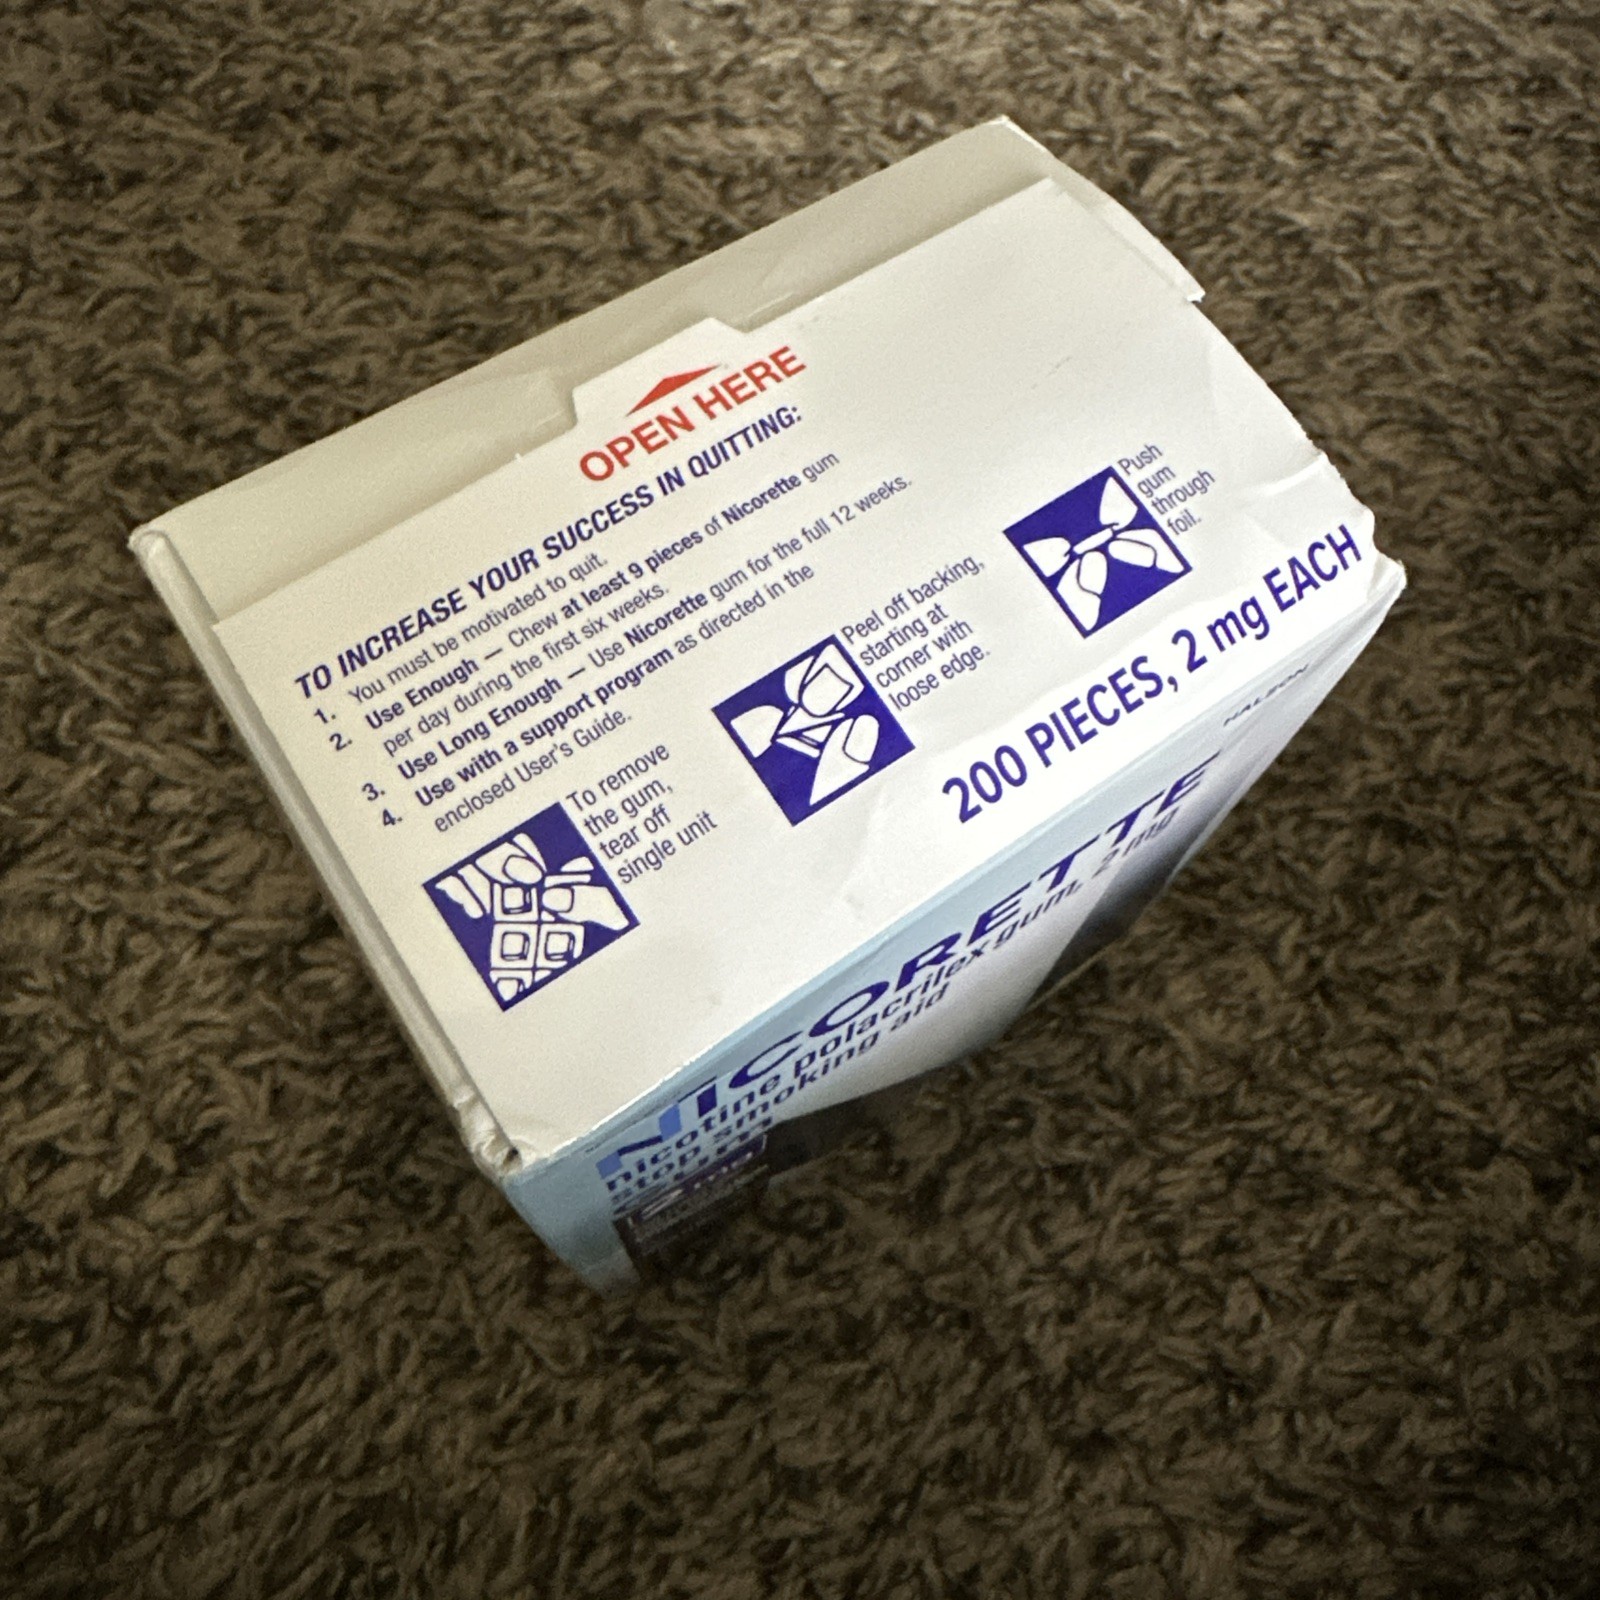 OPEN HERE
TO INCREASE YOUR SUCCESS IN QUITTING:
1. You must be motivated to quit.
2. Use Enough — Chew at least 9 pieces of Nicorette gum
per day during the first six weeks.
3. Use Long Enough — Use Nicorette gum for the full 12 weeks.
4. Use with a support program as directed in the
enclosed User's Guide.
To remove
the gum,
tear off
single unit
Peel off backing,
starting at
corner with
loose edge.
Push
gum
through
foil.
200 PIECES, 2 mg EACH
HALEON
NICORETTE
nicotine polacrilex gum, 2 mg
stop smoking aid
gum
2mg